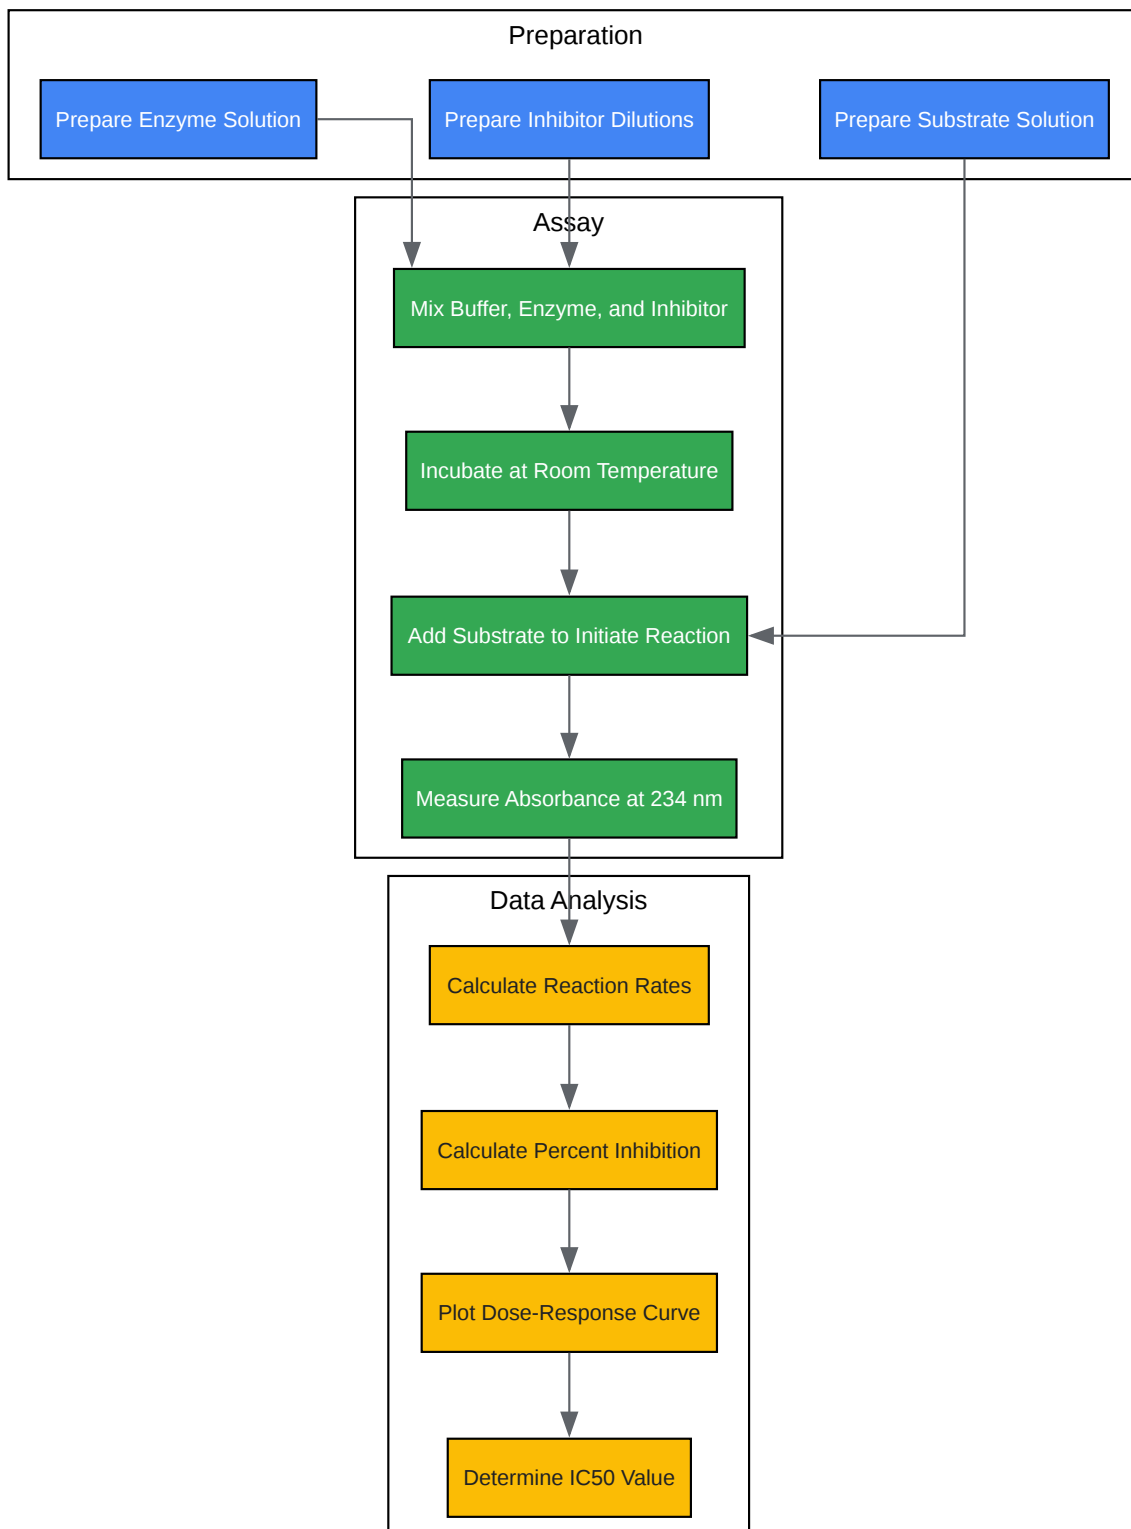 Preparation
Prepare Enzyme Solution
Prepare Inhibitor Dilutions
Prepare Substrate Solution
Assay
Mix Buffer, Enzyme, and Inhibitor
Incubate at Room Temperature
Add Substrate to Initiate Reaction
Measure Absorbance at 234 nm
Data Analysis
Calculate Reaction Rates
Calculate Percent Inhibition
Plot Dose-Response Curve
Determine IC50 Value